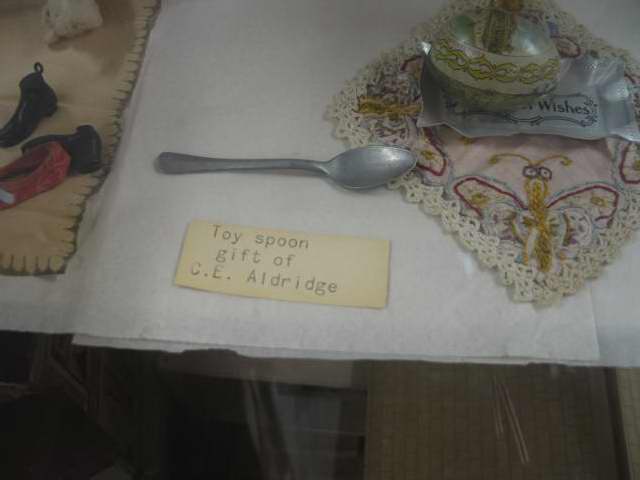 Wishes
Toy spoon
gift of
C.E. Aldridge